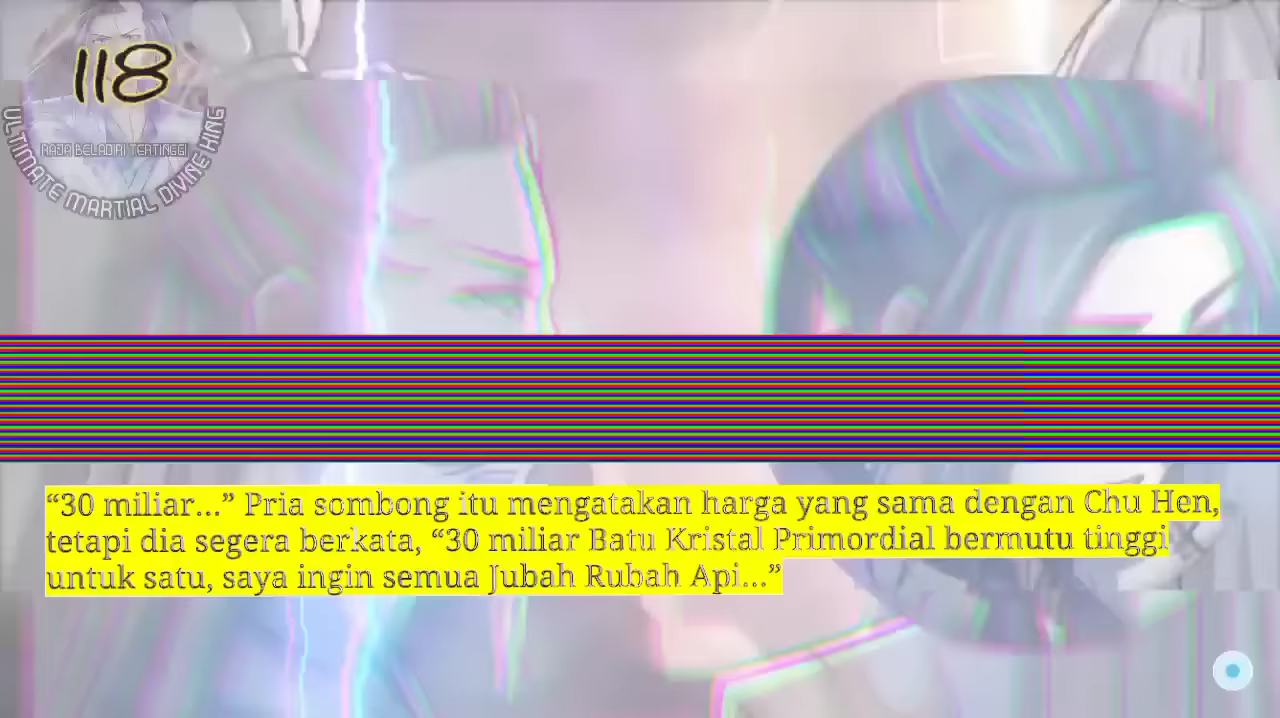 118
RAJA BELADIRI TERTINGGI
ULTIMATE MARTIAL DIVINE KING
“30 miliar...” Pria sombong itu mengatakan harga yang sama dengan Chu Hen,
tetapi dia segera berkata, “30 miliar Batu Kristal Primordial bermutu tinggi
untuk satu, saya ingin semua Jubah Rubah Api...”